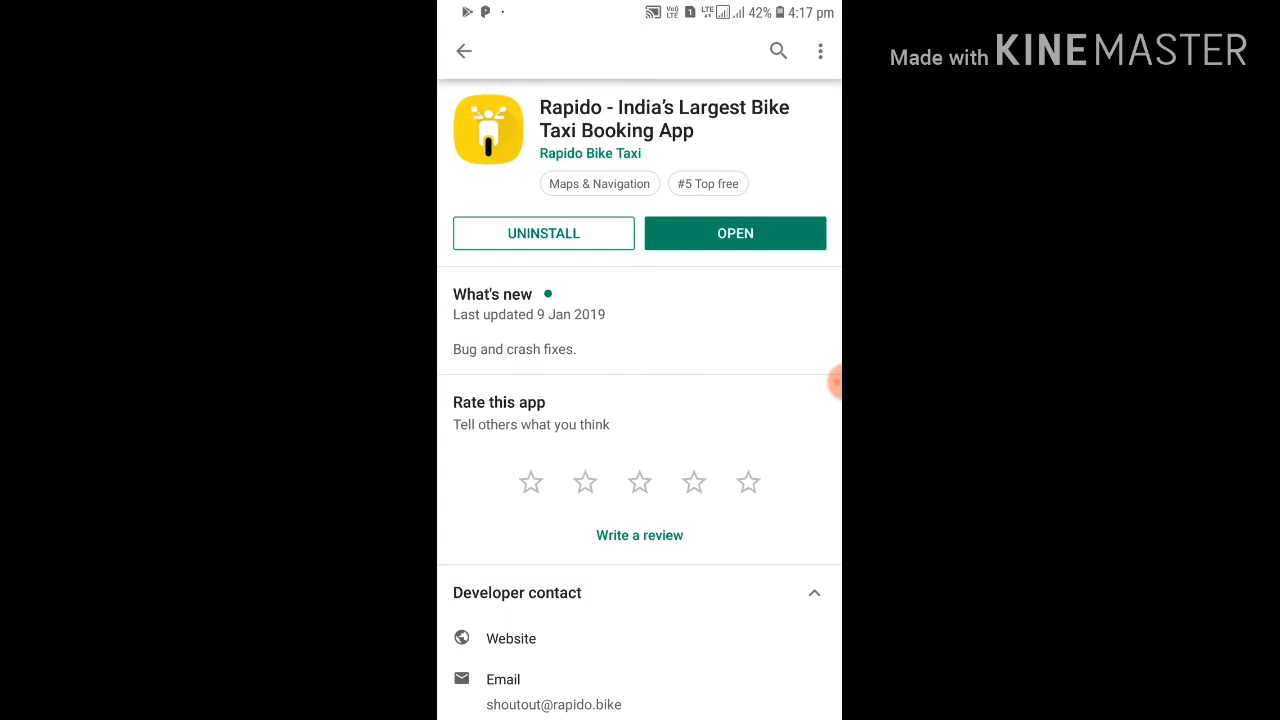 42% 4:17 pm
Made with KINEMASTER
Rapido - India’s Largest Bike
Taxi Booking App
Rapido Bike Taxi
Maps & Navigation
#5 Top free
UNINSTALL
OPEN
What's new
Last updated 9 Jan 2019
Bug and crash fixes.
Rate this app
Tell others what you think
Write a review
Developer contact
Website
Email
shoutout@rapido.bike